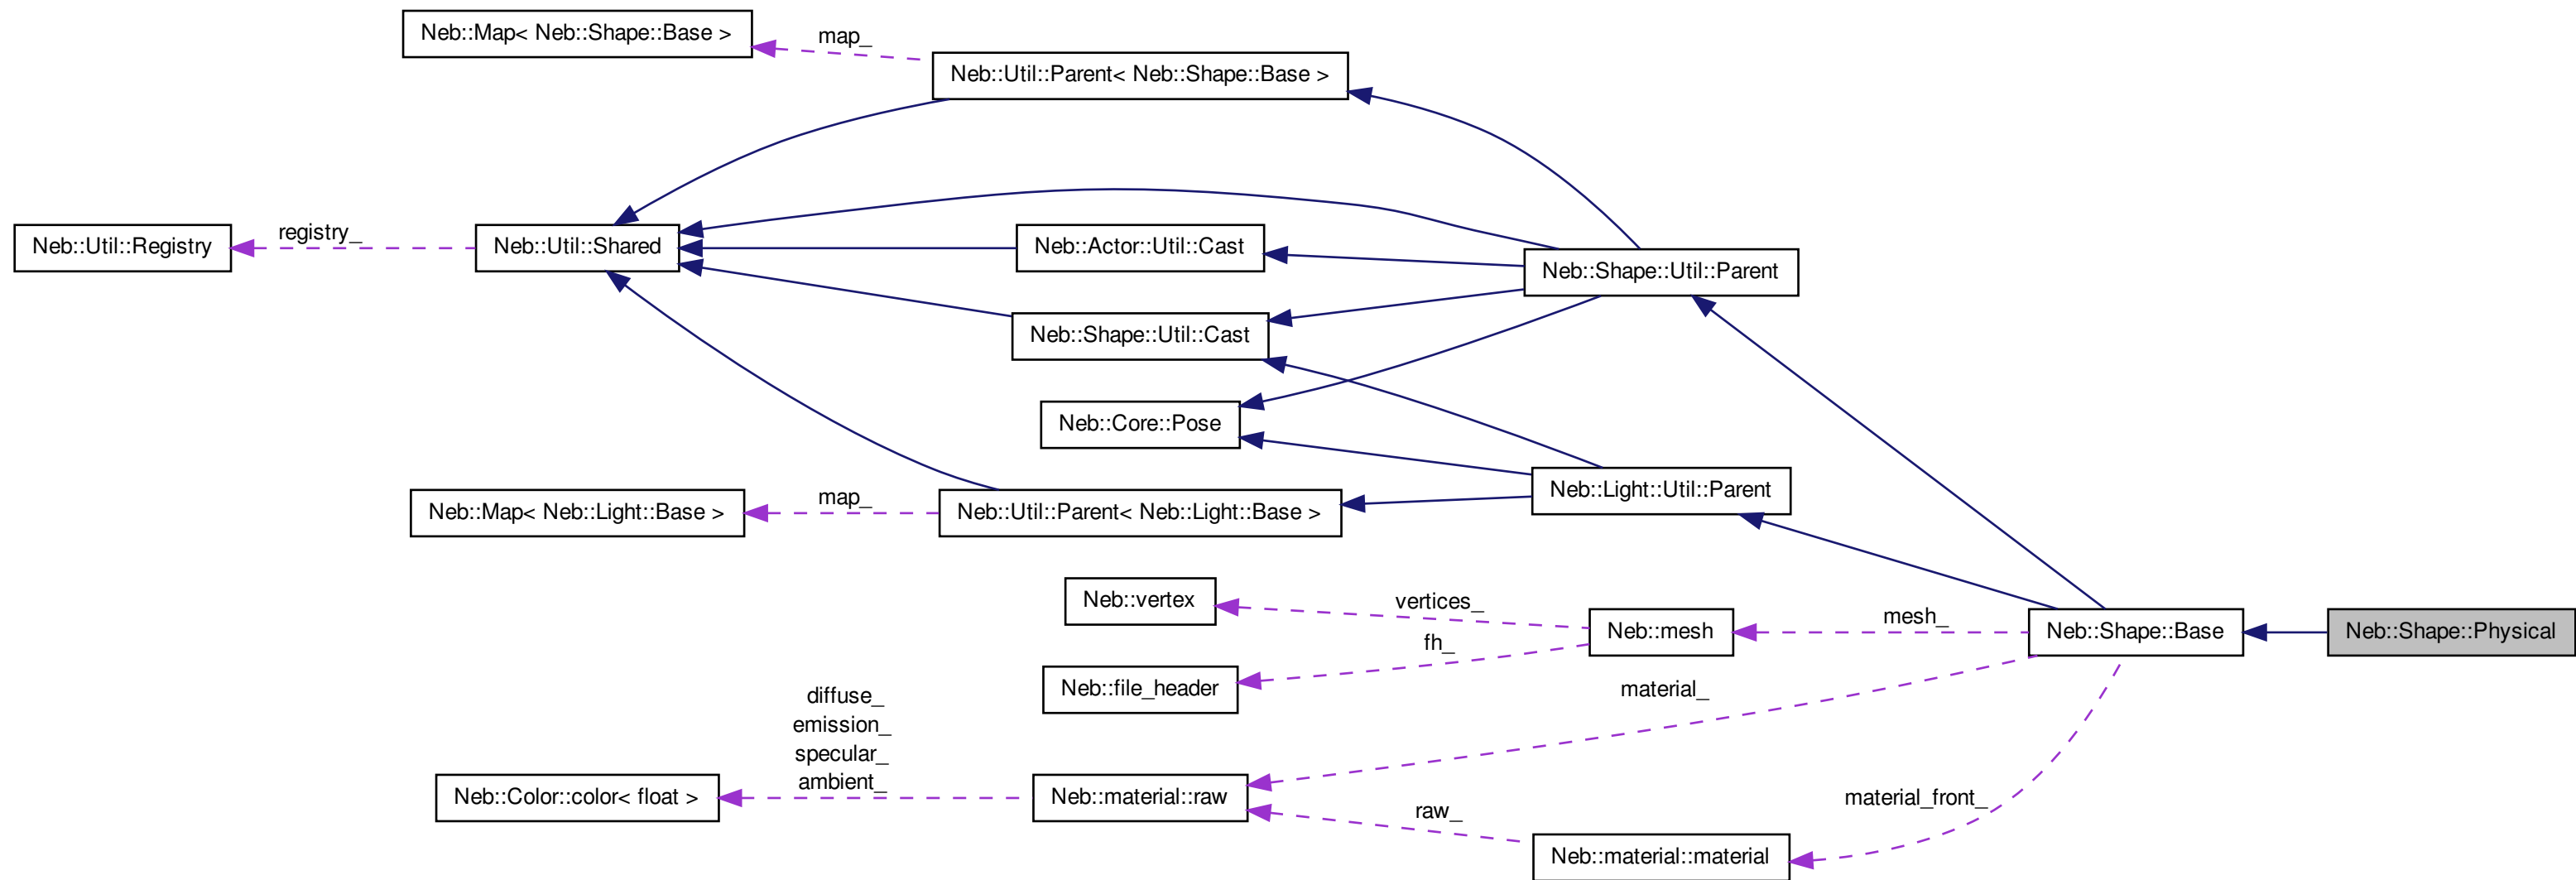 Neb::Map< Neb::Shape::Base >
map_
Neb::Util::Parent< Neb::Shape::Base >
Neb::Util::Registry
registry_
Neb::Util::Shared
Neb::Actor::Util::Cast
Neb::Shape::Util::Parent
Neb::Shape::Util::Cast
Neb::Core::Pose
Neb::Map< Neb::Light::Base >
map_
Neb::Util::Parent< Neb::Light::Base >
Neb::Light::Util::Parent
Neb::vertex
vertices_
fh_
Neb::mesh
mesh_
Neb::Shape::Base
Neb::Shape::Physical
Neb::file_header
material_
diffuse_
emission_
specular_
ambient_
Neb::Color::color< float >
Neb::material::raw
raw_
material_front_
Neb::material::material